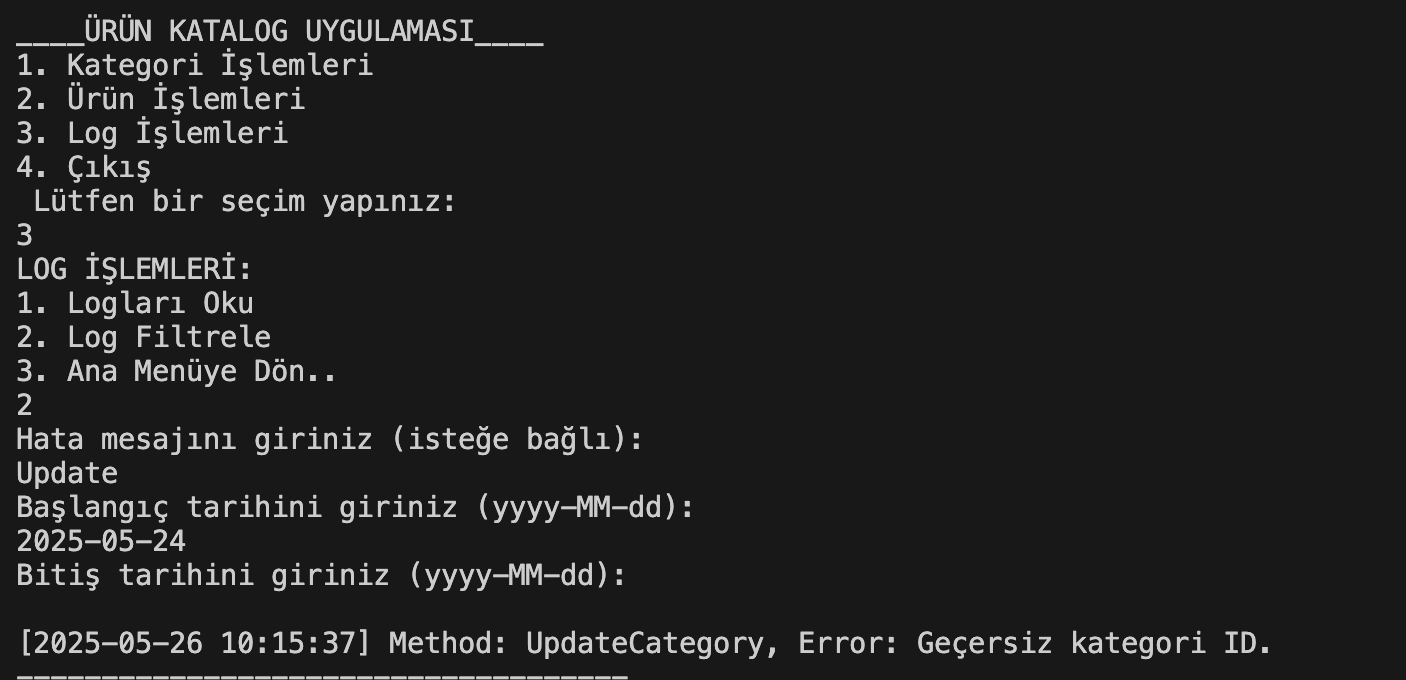 ____ÜRÜN KATALOG UYGULAMASI____
1. Kategori İşlemleri
2. Ürün İşlemleri
3. Log İşlemleri
4. Çıkış
 Lütfen bir seçim yapınız:
3
LOG İŞLEMLERİ:
1. Logları Oku
2. Log Filtrele
3. Ana Menüye Dön..
2
Hata mesajını giriniz (isteğe bağlı):
Update
Başlangıç tarihini giriniz (yyyy-MM-dd):
2025-05-24
Bitiş tarihini giriniz (yyyy-MM-dd):

[2025-05-26 10:15:37] Method: UpdateCategory, Error: Geçersiz kategori ID.
------------------------------------